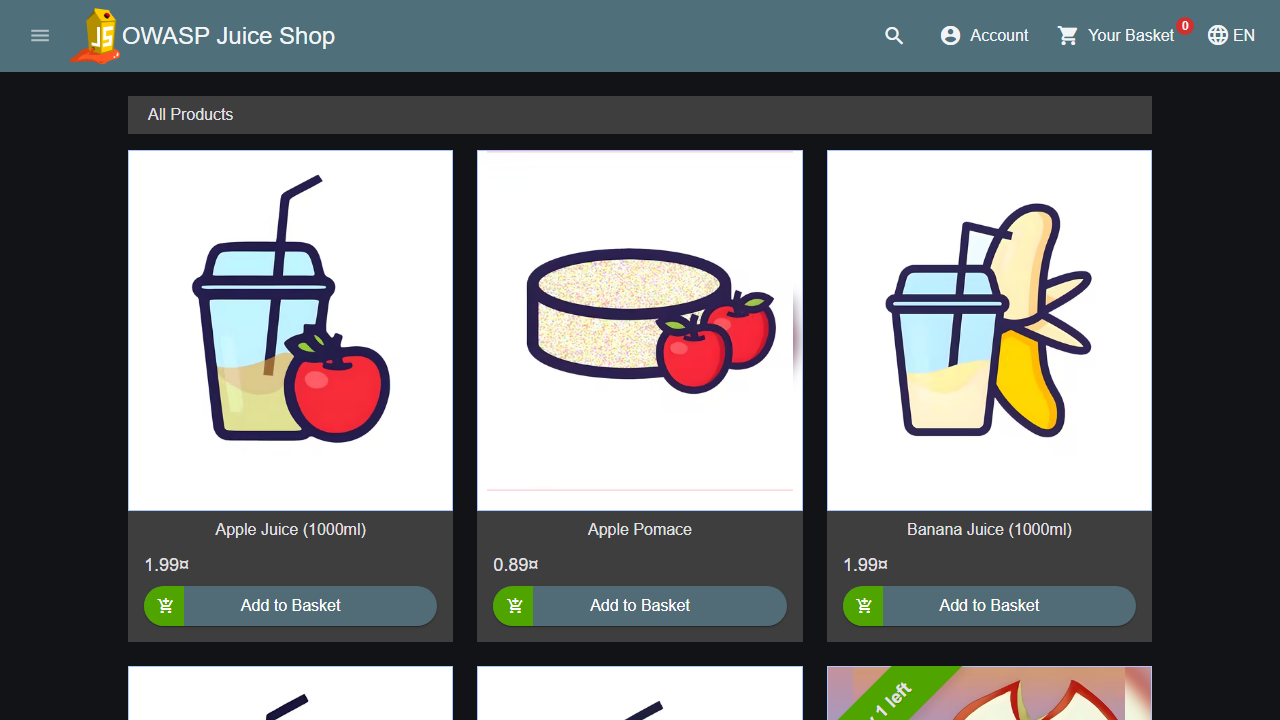 OWASP Juice Shop
Account
Your Basket
0
EN
All Products
Apple Juice (1000ml)
1.99¤
Add to Basket
Apple Pomace
0.89¤
Add to Basket
Banana Juice (1000ml)
1.99¤
Add to Basket
1 left